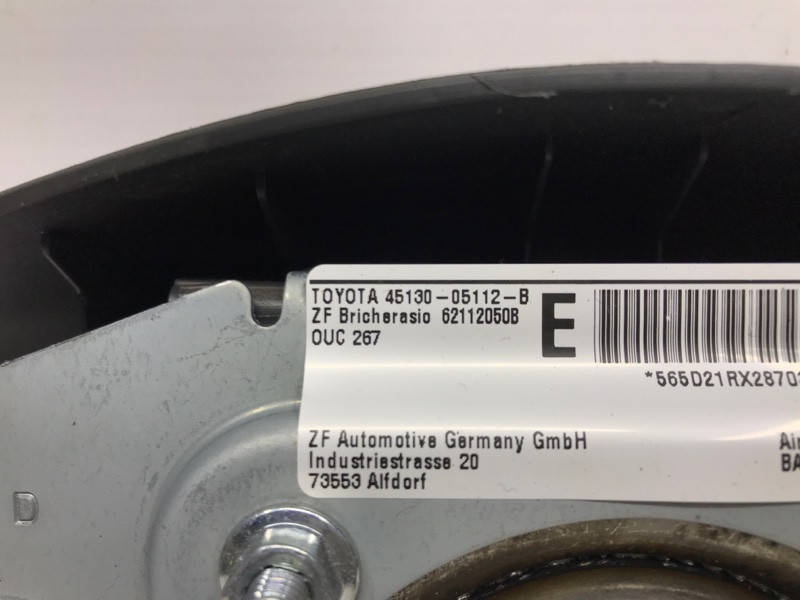 TOYOTA 45130-05112-B
ZF Bricherasio 62112050B
OUC 267
E
ZF Automotive Germany GmbH
Industriestrasse 20
73553 Alfdorf
D